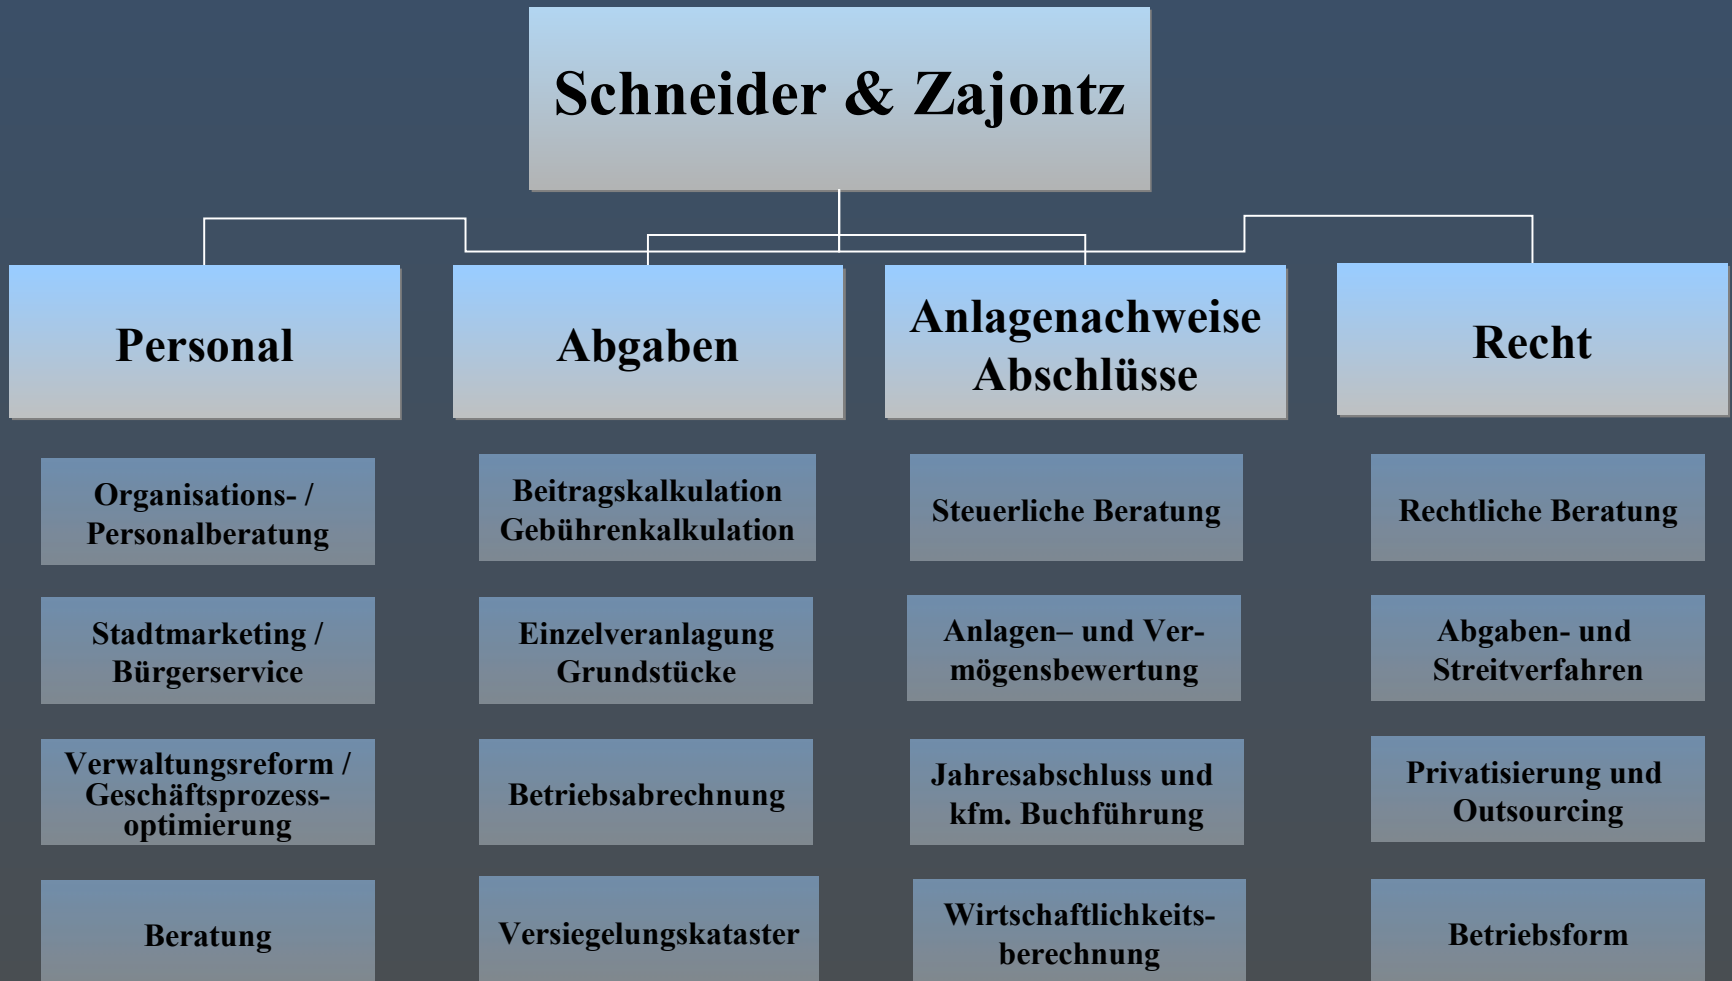 Schneider & Zajontz
Personal
Abgaben
Anlagenachweise
Abschlüsse
Recht
Organisations- /
Personalberatung
Beitragskalkulation
Gebührenkalkulation
Steuerliche Beratung
Rechtliche Beratung
Stadtmarketing /
Bürgerservice
Einzelveranlagung
Grundstücke
Anlagen– und Ver-
mögensbewertung
Abgaben- und
Streitverfahren
Verwaltungsreform /
Geschäftsprozess-
optimierung
Betriebsabrechnung
Jahresabschluss und
kfm. Buchführung
Privatisierung und
Outsourcing
Beratung
Versiegelungskataster
Wirtschaftlichkeits-
berechnung
Betriebsform